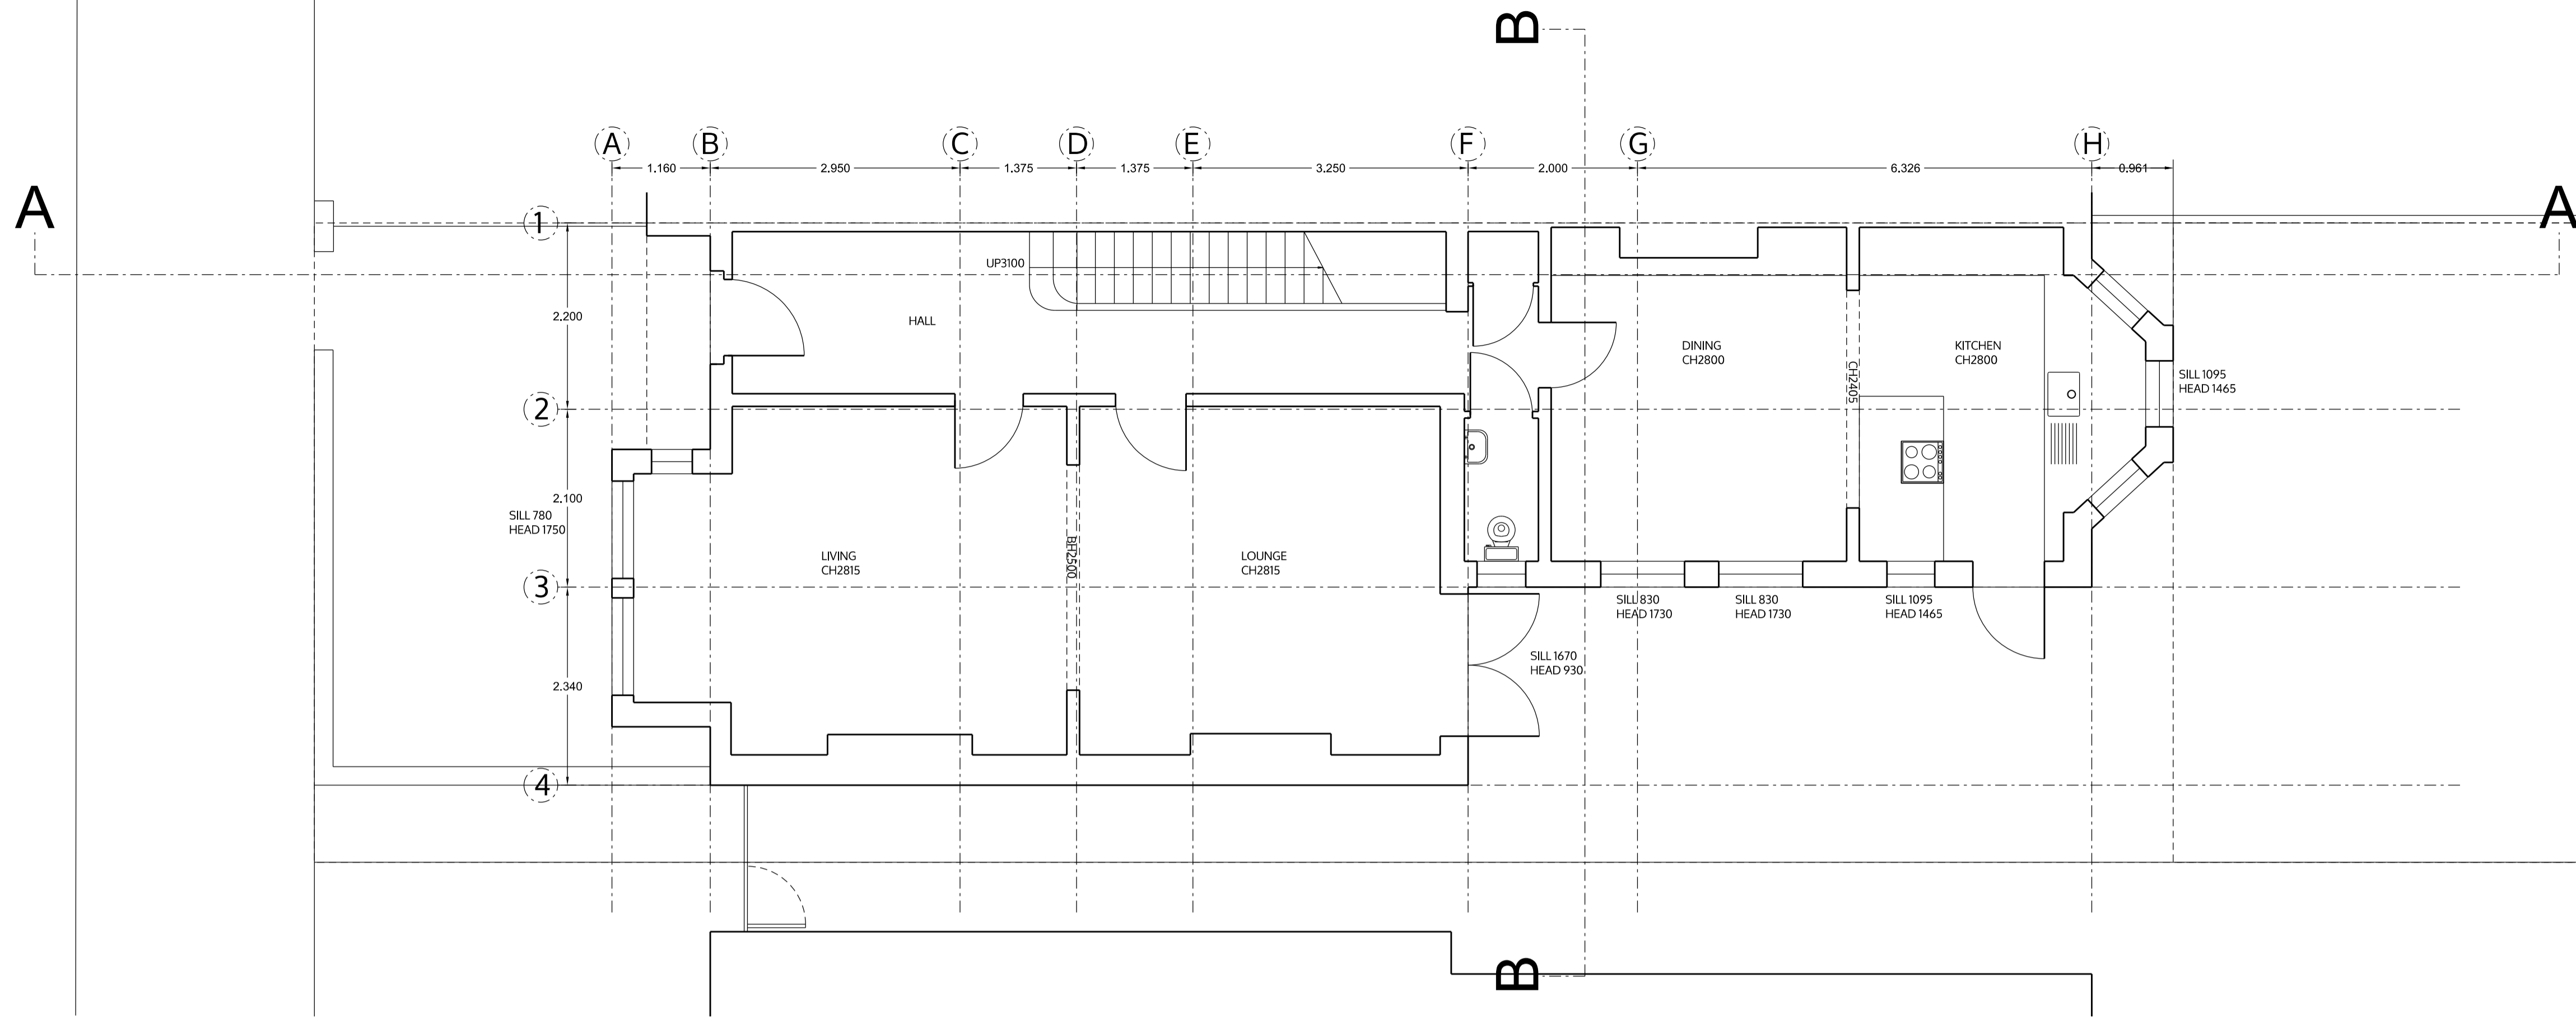 B
A B C D E F G H
1.160 2.950 1.375 1.375 3.250 2.000 6.326 0.961
A
A
1
UP3100
2.200
HALL
DINING
CH2800
KITCHEN
CH2800
CH2405
SILL 1095
HEAD 1465
2
2.100
SILL 780
HEAD 1750
LIVING
CH2815
BH2500
LOUNGE
CH2815
3
SILL 830
HEAD 1730
SILL 830
HEAD 1730
SILL 1095
HEAD 1465
SILL 1670
HEAD 930
2.340
4
B